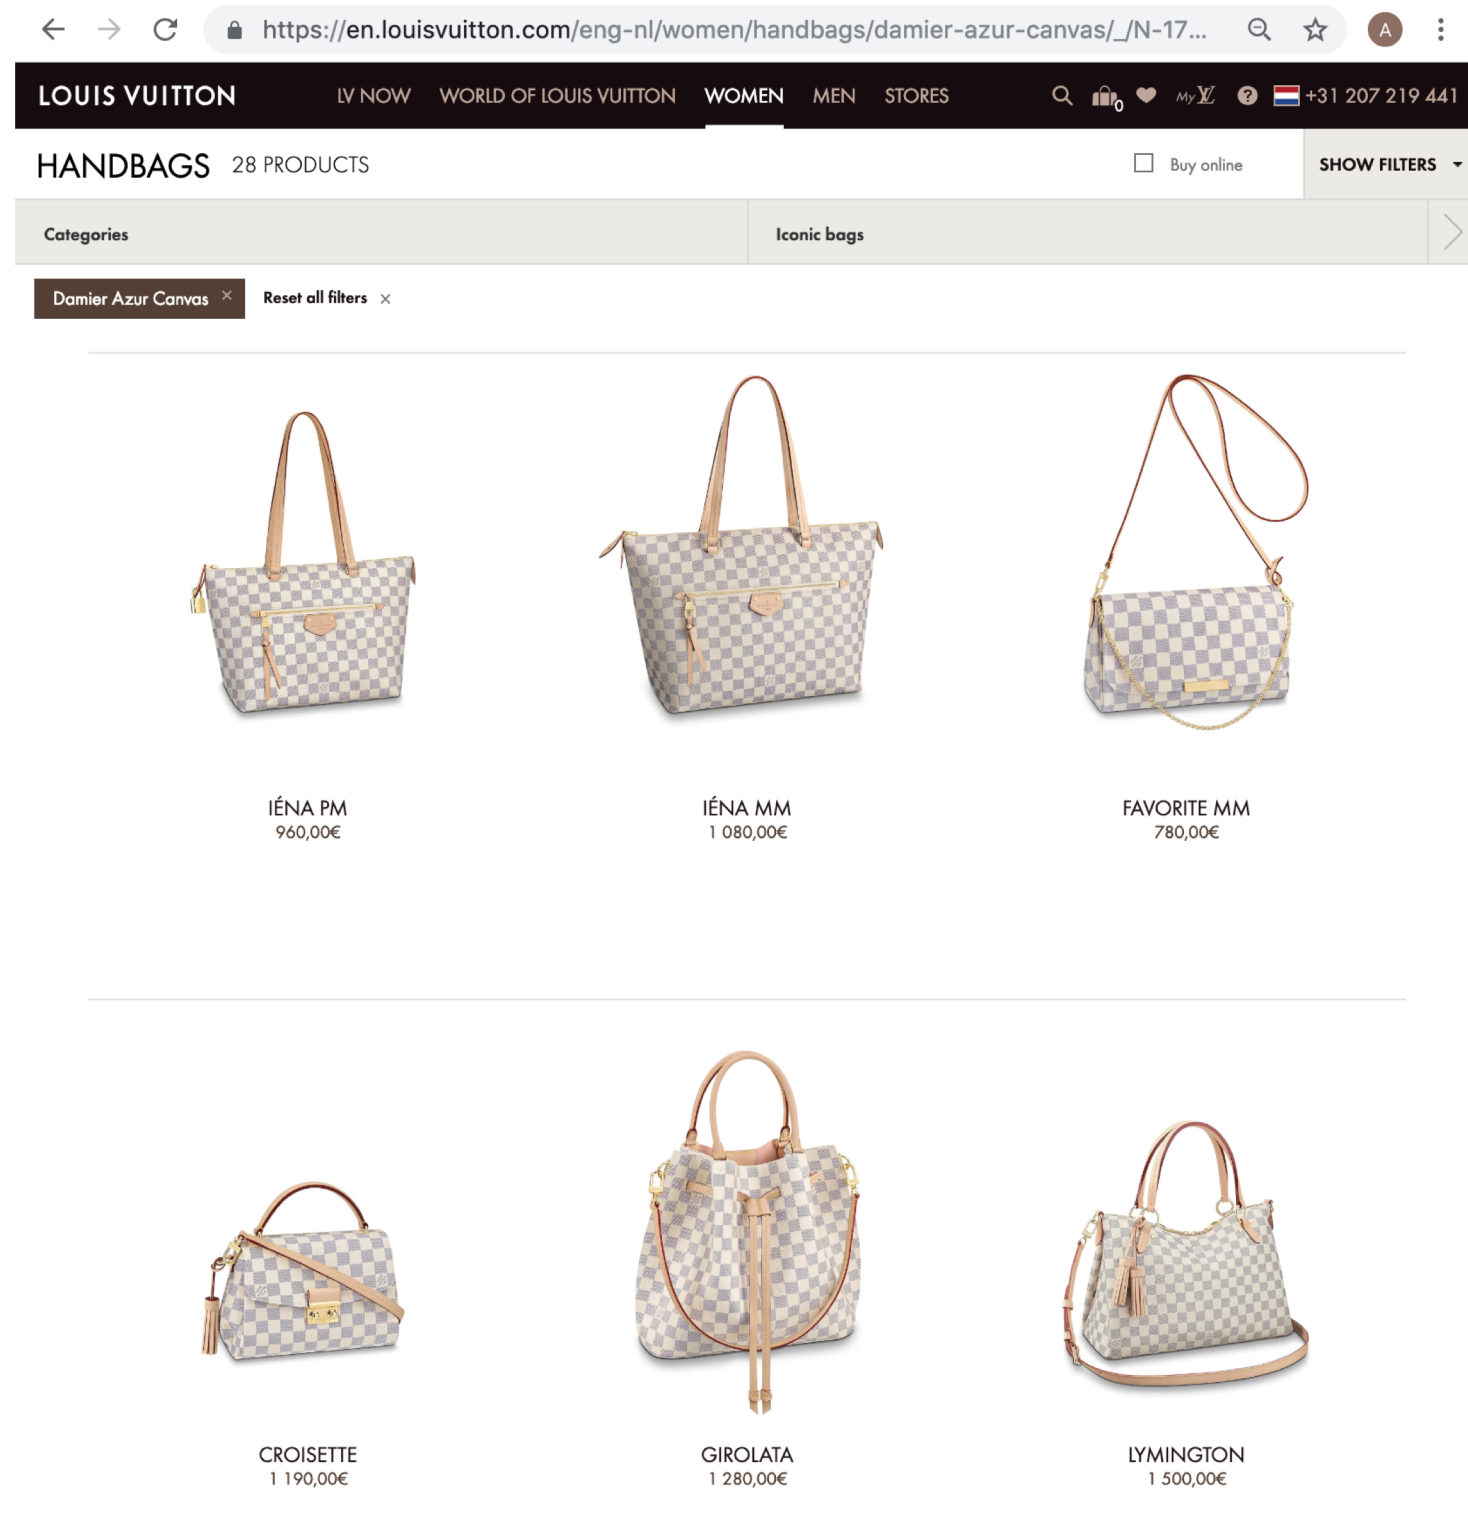 https://en.louisvuitton.com/eng-nl/women/handbags/damier-azur-canvas/_/N-17...
A
LOUIS VUITTON
LV NOW
WORLD OF LOUIS VUITTON
WOMEN
MEN
STORES
0
My LV
?
+31 207 219 441
HANDBAGS
28 PRODUCTS
Buy online
SHOW FILTERS
Categories
Iconic bags
Damier Azur Canvas ×
Reset all filters ×
IÉNA PM
960,00€
IÉNA MM
1 080,00€
FAVORITE MM
780,00€
CROISETTE
1 190,00€
GIROLATA
1 280,00€
LYMINGTON
1 500,00€